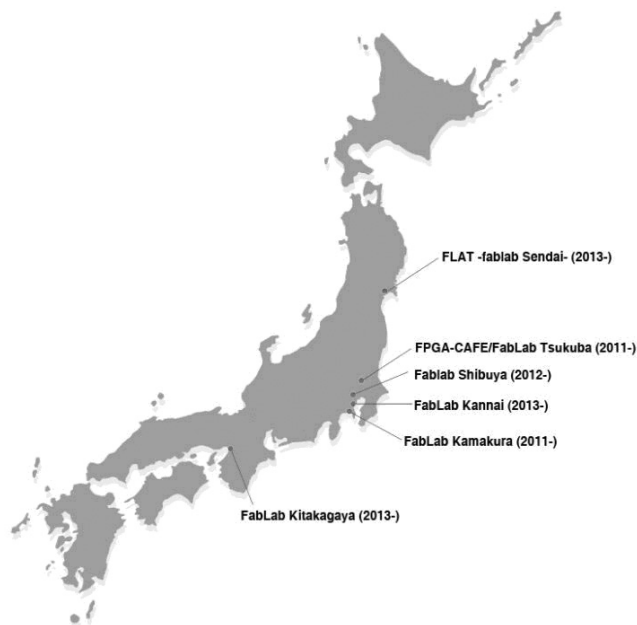 FLAT -fablab Sendai- (2013-)
FPGA-CAFE/FabLab Tsukuba (2011-)
Fablab Shibuya (2012-)
FabLab Kannai (2013-)
FabLab Kamakura (2011-)
FabLab Kitakagaya (2013-)